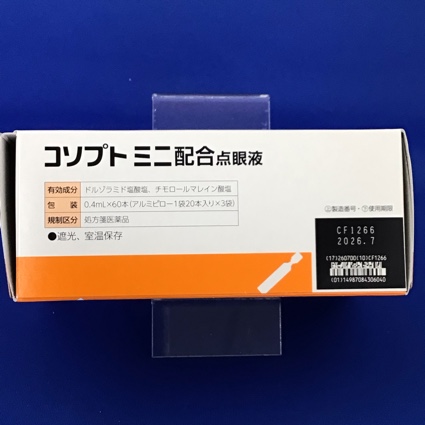 コソプト ミニ配合点眼液
有効成分 ドルゾラミド塩酸塩、チモロールマレイン酸塩
包装 0.4mL×60本(アルミピロー1袋20本入り×3袋)
規制区分 処方箋医薬品
●遮光、室温保存
製造番号・使用期限
CF1266
2026.7
(17)260700(10)CF1266
(01)14987084306040